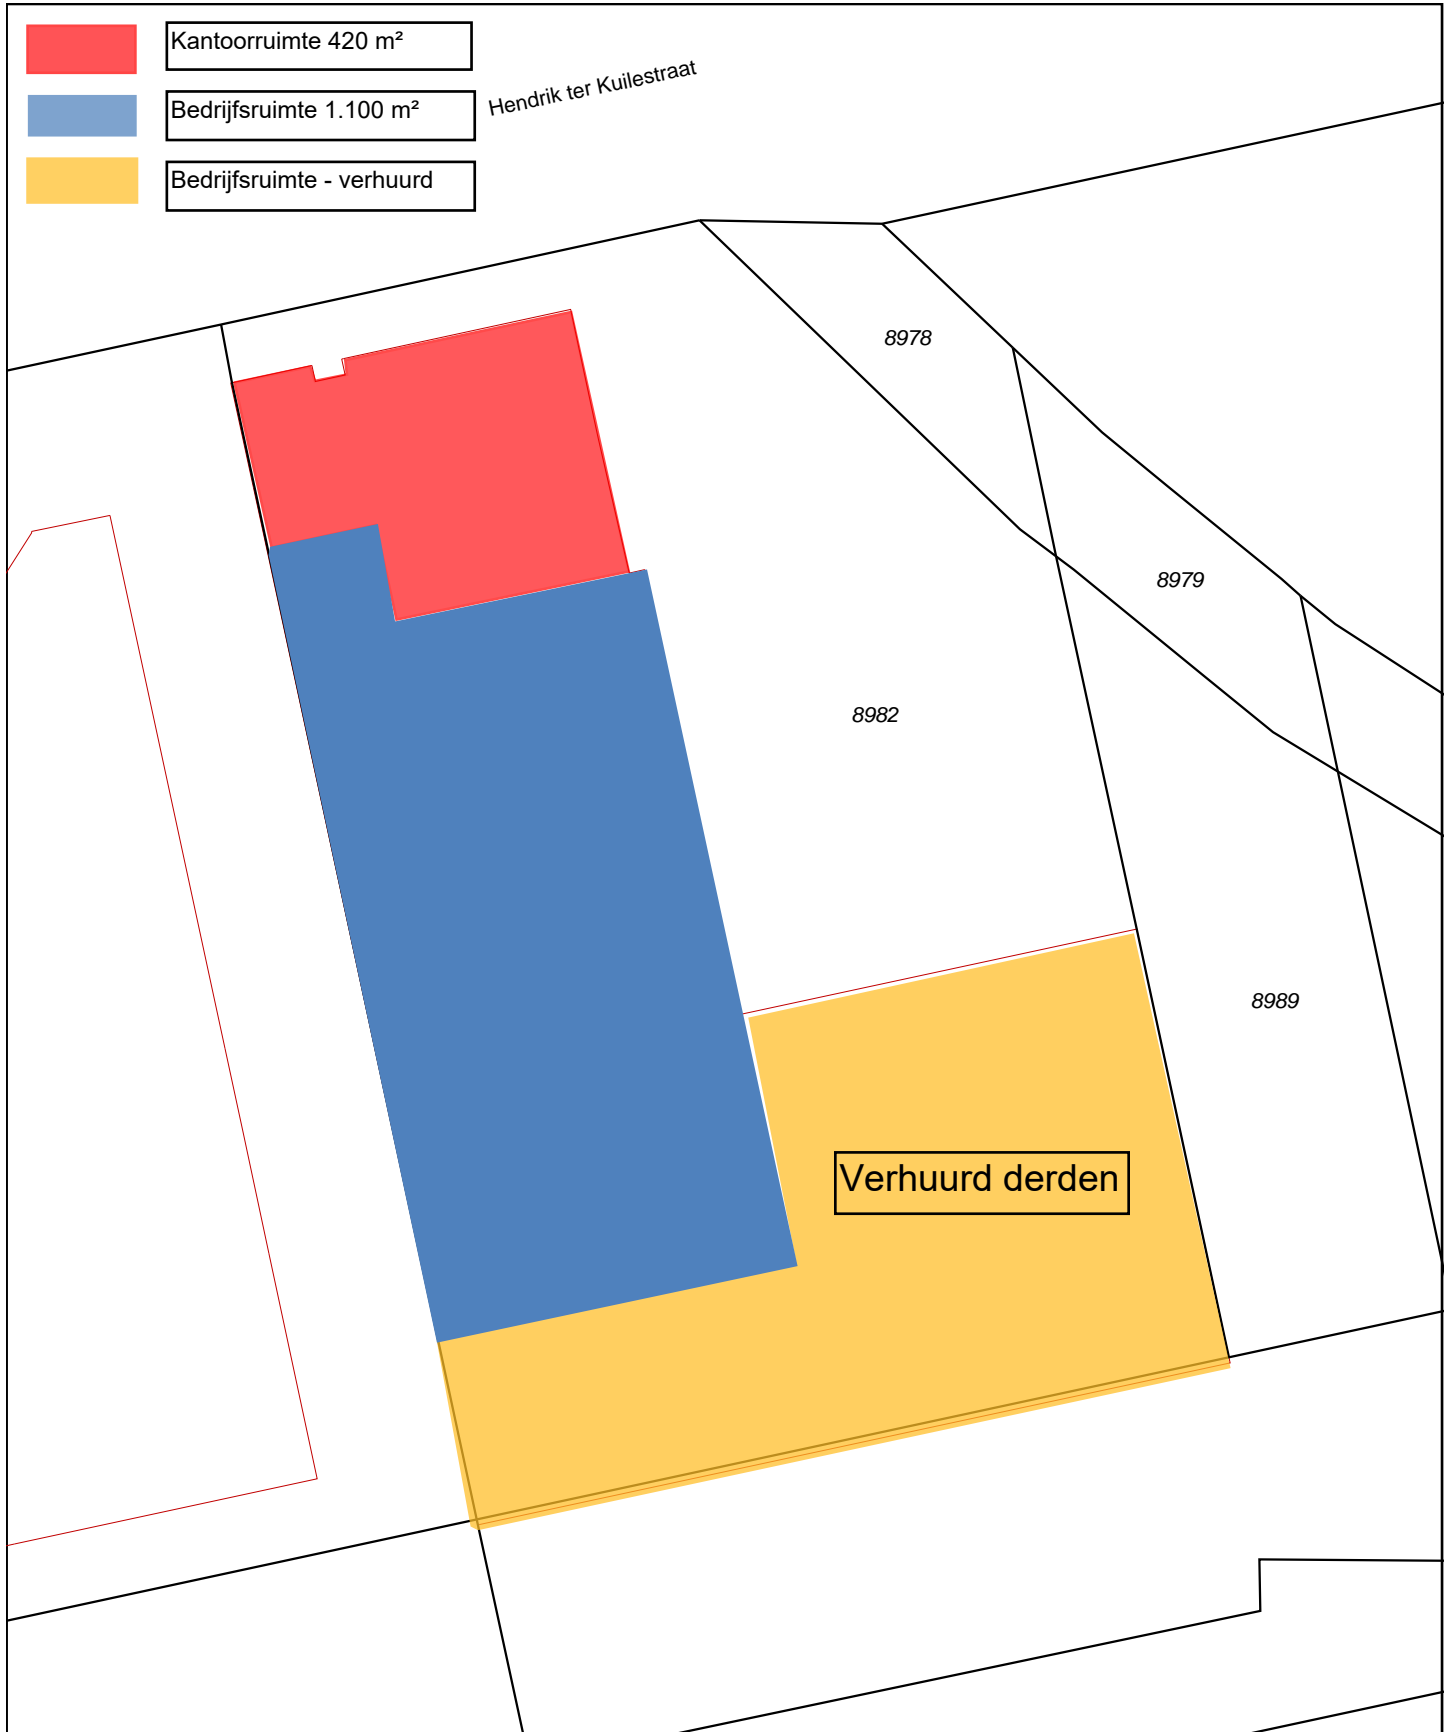 Kantoorruimte 420 m²
Bedrijfsruimte 1.100 m²
Hendrik ter Kuilestraat
Bedrijfsruimte - verhuurd
8978
8979
8982
8989
Verhuurd derden